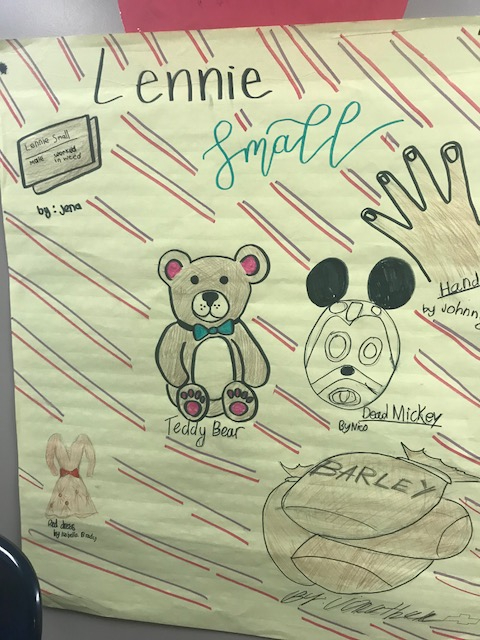 Lennie
Small
Lennie Small
male worked
in weed
by: Jena
Hand
by Johnny
Teddy Bear
Dead Mickey
By Nico
Red dress
BARLEY